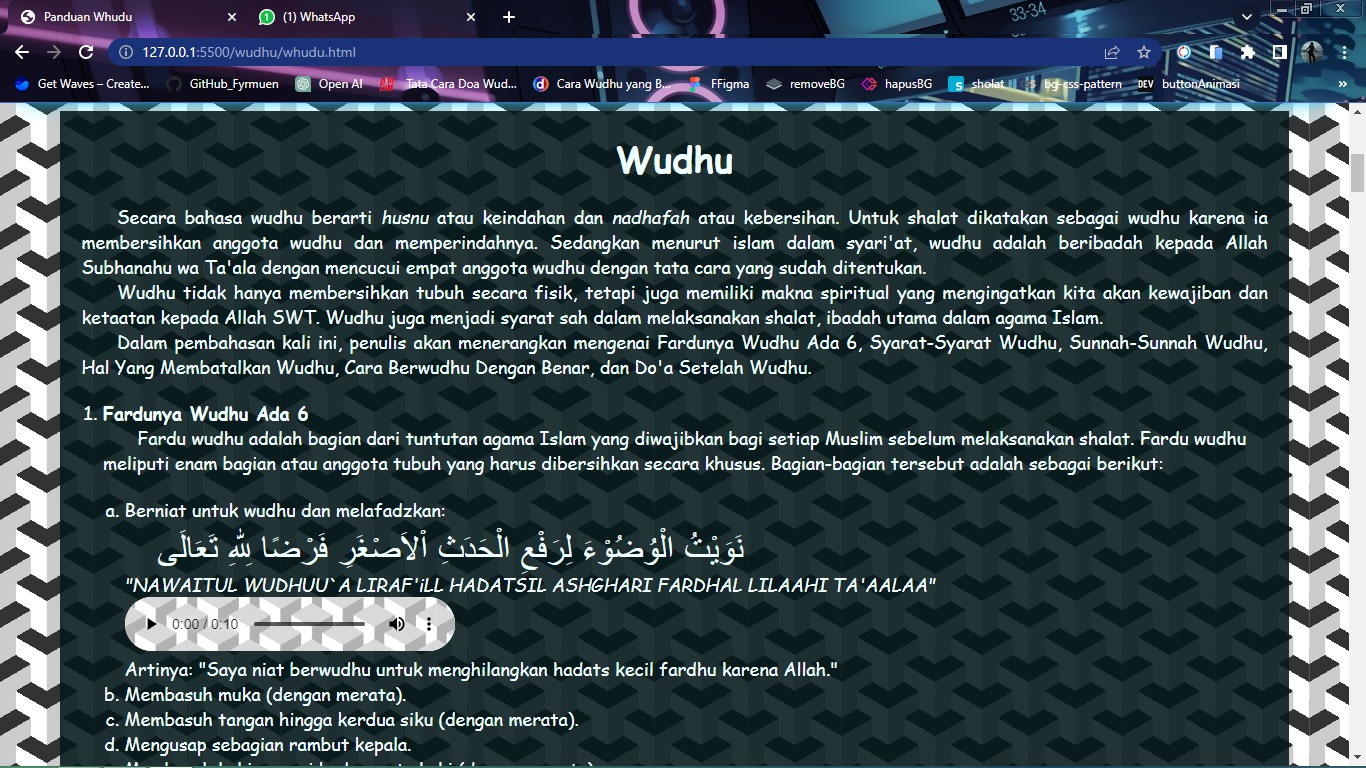 33-34
Panduan Whudu
(1) WhatsApp
127.0.0.1:5500/wudhu/whudu.html
Get Waves – Create...
GitHub_Fyrmuen
Open AI
Tata Cara Doa Wud...
Cara Wudhu yang B...
FFigma
removeBG
hapusBG
sholat
bg-css-pattern
DEV buttonAnimasi
Wudhu
Secara bahasa wudhu berarti husnu atau keindahan dan nadhafah atau kebersihan. Untuk shalat dikatakan sebagai wudhu karena ia
membersihkan anggota wudhu dan memperindahnya. Sedangkan menurut islam dalam syari'at, wudhu adalah beribadah kepada Allah
Subhanahu wa Ta'ala dengan mencucui empat anggota wudhu dengan tata cara yang sudah ditentukan.
Wudhu tidak hanya membersihkan tubuh secara fisik, tetapi juga memiliki makna spiritual yang mengingatkan kita akan kewajiban dan
ketaatan kepada Allah SWT. Wudhu juga menjadi syarat sah dalam melaksanakan shalat, ibadah utama dalam agama Islam.
Dalam pembahasan kali ini, penulis akan menerangkan mengenai Fardunya Wudhu Ada 6, Syarat-Syarat Wudhu, Sunnah-Sunnah Wudhu,
Hal Yang Membatalkan Wudhu, Cara Berwudhu Dengan Benar, dan Do'a Setelah Wudhu.
1. Fardunya Wudhu Ada 6
Fardu wudhu adalah bagian dari tuntutan agama Islam yang diwajibkan bagi setiap Muslim sebelum melaksanakan shalat. Fardu wudhu
meliputi enam bagian atau anggota tubuh yang harus dibersihkan secara khusus. Bagian-bagian tersebut adalah sebagai berikut:
a. Berniat untuk wudhu dan melafadzkan:
نَوَيْتُ الْوُضُوْءَ لِرَفْعِ الْحَدَثِ اْلاَصْغَرِ فَرْضًا لِلّٰهِ تَعَالَى
"NAWAITUL WUDHUU`A LIRAF'iLL HADATSIL ASHGHARI FARDHAL LILAAHI TA'AALAA"
0:00 / 0:10
Artinya: "Saya niat berwudhu untuk menghilangkan hadats kecil fardhu karena Allah."
b. Membasuh muka (dengan merata).
c. Membasuh tangan hingga kerdua siku (dengan merata).
d. Mengusap sebagian rambut kepala.